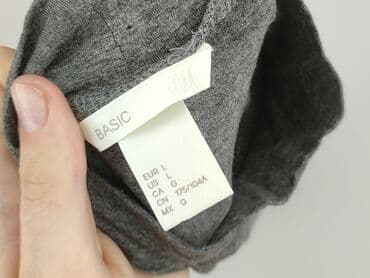 BASIC
EUR L
US L
CA G
CN 175/104A
MX G